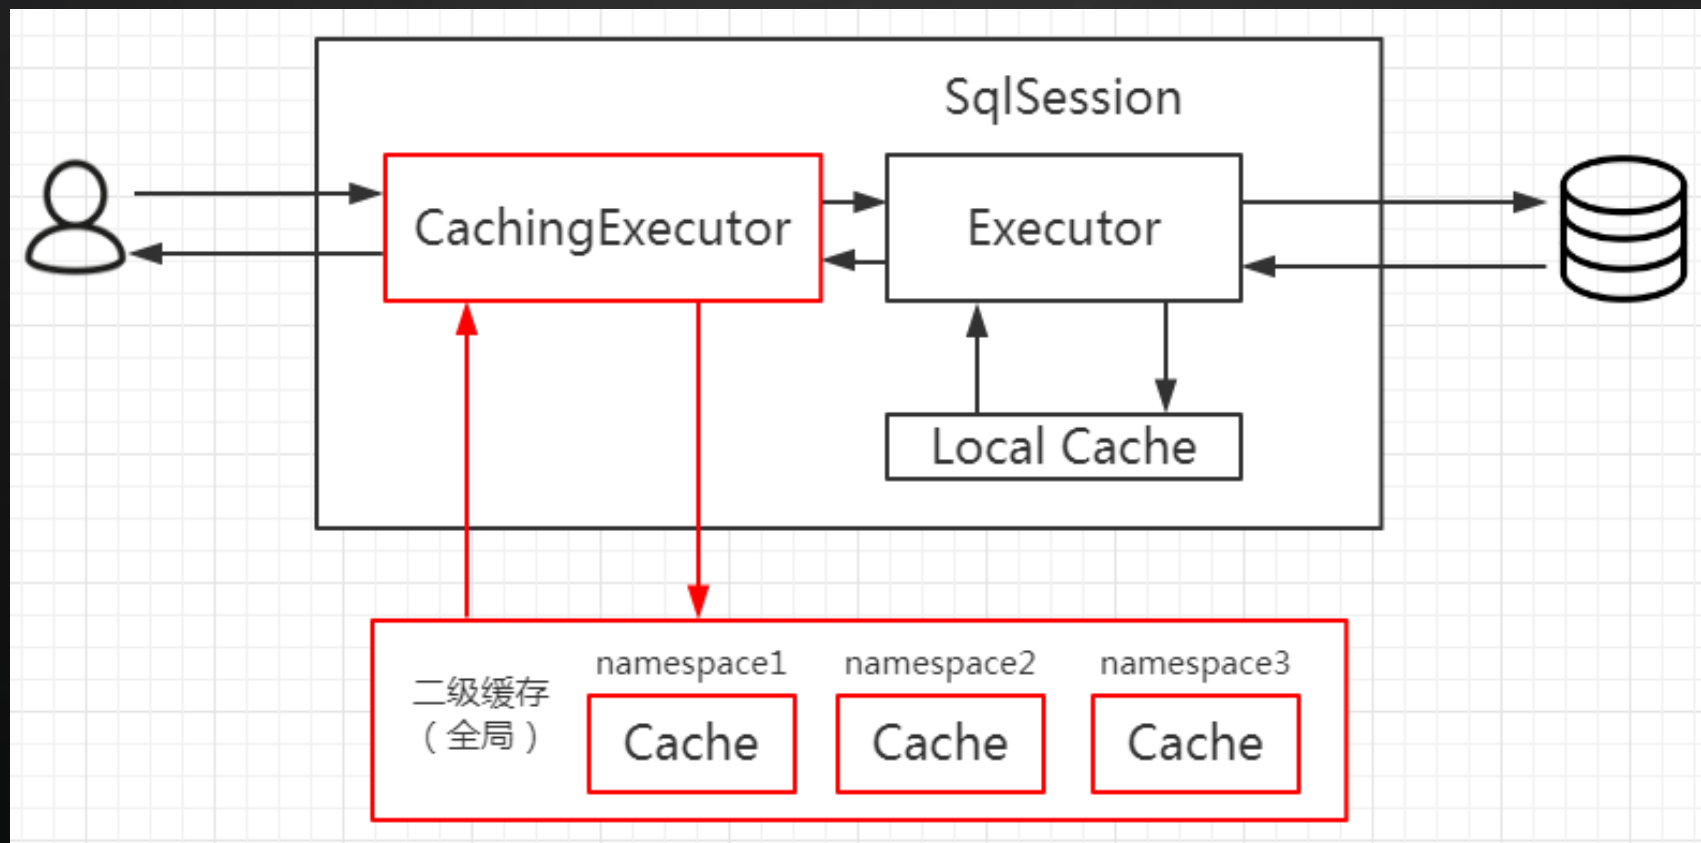 SqlSession
CachingExecutor
Executor
Local Cache
二级缓存
（全局）
namespace1
namespace2
namespace3
Cache
Cache
Cache